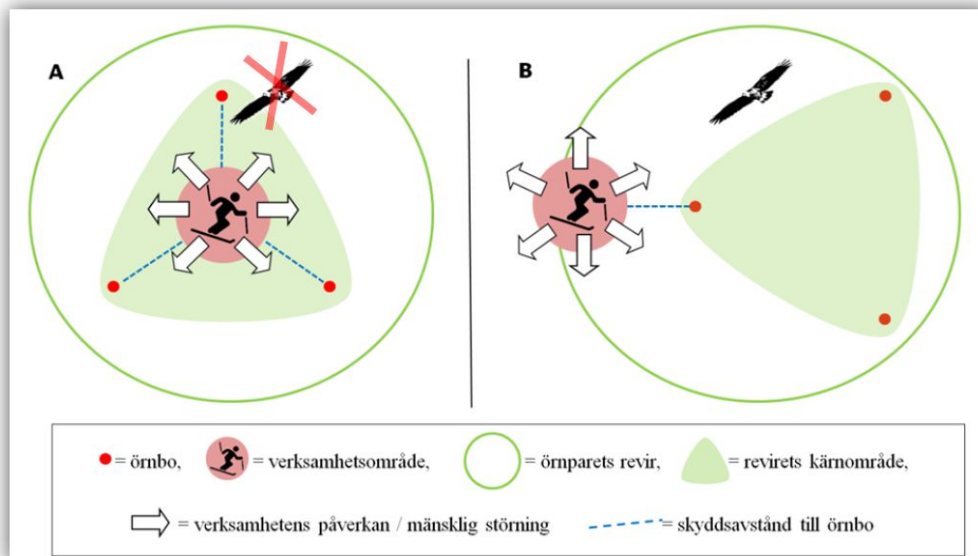 A
B
= örnbo, = verksamhetsområde, = örnparets revir, = revirets kärnområde,
= verksamhetens påverkan / mänsklig störning = skyddsavstånd till örnbo